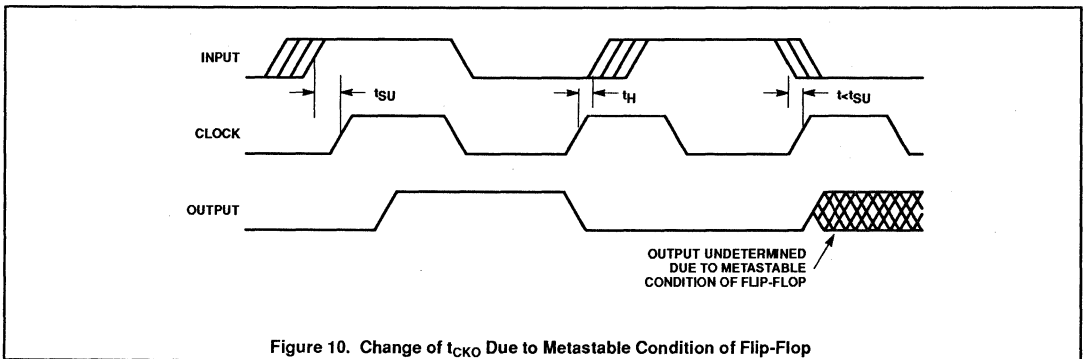 INPUT
tSU
tH
t<tSU
CLOCK
OUTPUT
OUTPUT UNDETERMINED
DUE TO METASTABLE
CONDITION OF FLIP-FLOP
Figure 10. Change of tCKO Due to Metastable Condition of Flip-Flop